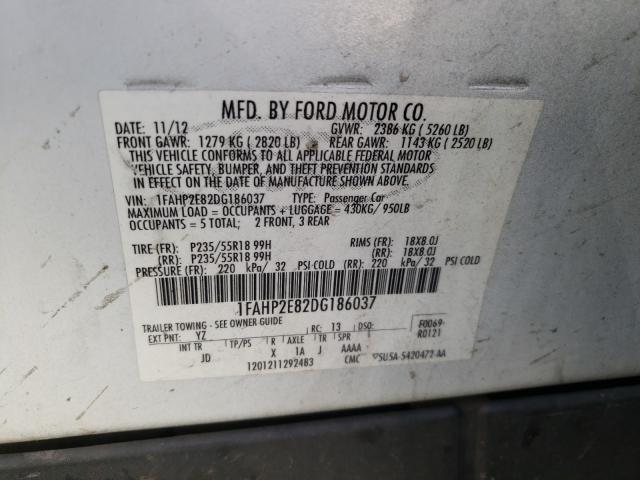 MFD. BY FORD MOTOR CO.
DATE: 11/12 GVWR: 2386 KG ( 5260 LB)
FRONT GAWR: 1279 KG ( 2820 LB) REAR GAWR: 1143 KG ( 2520 LB)
THIS VEHICLE CONFORMS TO ALL APPLICABLE FEDERAL MOTOR
VEHICLE SAFETY, BUMPER, AND THEFT PREVENTION STANDARDS
IN EFFECT ON THE DATE OF MANUFACTURE SHOWN ABOVE.
VIN: 1FAHP2E82DG186037 TYPE: Passenger Car
MAXIMUM LOAD = OCCUPANTS + LUGGAGE = 430KG/ 950LB
OCCUPANTS = 5 TOTAL; 2 FRONT, 3 REAR
TIRE (FR): P235/55R18 99H RIMS (FR): 18X8.0J
(RR): P235/55R18 99H (RR): 18X8.0J
PRESSURE (FR): 220 kPa/ 32 PSI COLD (RR): 220 kPa/ 32 PSI COLD
1FAHP2E82DG186037
TRAILER TOWING - SEE OWNER GUIDE
EXT PNT: YZ RC: 13 DSO: F0069-
R0121
INT TR TP/PS R AXLE TR SPR
JD X 1A J AAAA
1201211292483 CMC 5U5A-5420472-AA